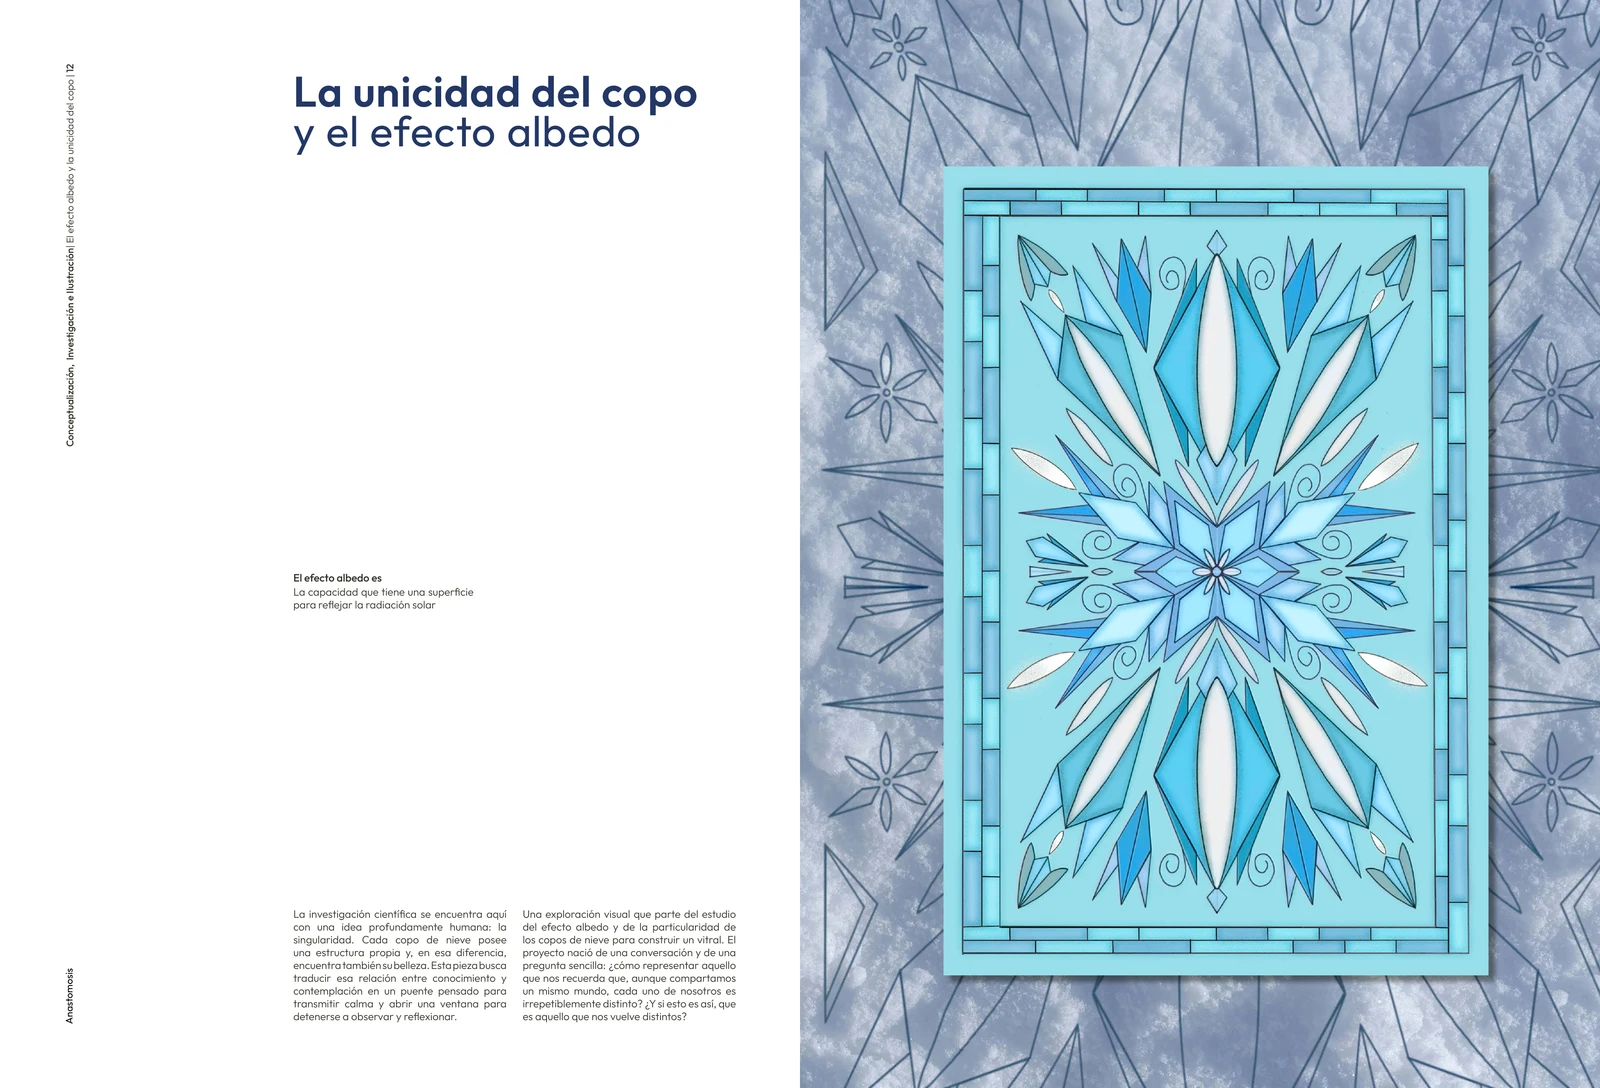 Conceptualización, Investigación e Ilustración| El efecto albedo y la unicidad del copo | 12
La unicidad del copo
y el efecto albedo
El efecto albedo es
La capacidad que tiene una superficie
para reflejar la radiación solar
La investigación científica se encuentra aquí
con una idea profundamente humana: la
singularidad. Cada copo de nieve posee
una estructura propia y, en esa diferencia,
encuentra también su belleza. Esta pieza busca
traducir esa relación entre conocimiento y
contemplación en un puente pensado para
transmitir calma y abrir una ventana para
detenerse a observar y reflexionar.
Una exploración visual que parte del estudio
del efecto albedo y de la particularidad de
los copos de nieve para construir un vitral. El
proyecto nació de una conversación y de una
pregunta sencilla: ¿cómo representar aquello
que nos recuerda que, aunque compartamos
un mismo mundo, cada uno de nosotros es
irrepetiblemente distinto? ¿Y si esto es así, que
es aquello que nos vuelve distintos?
Anastomosis